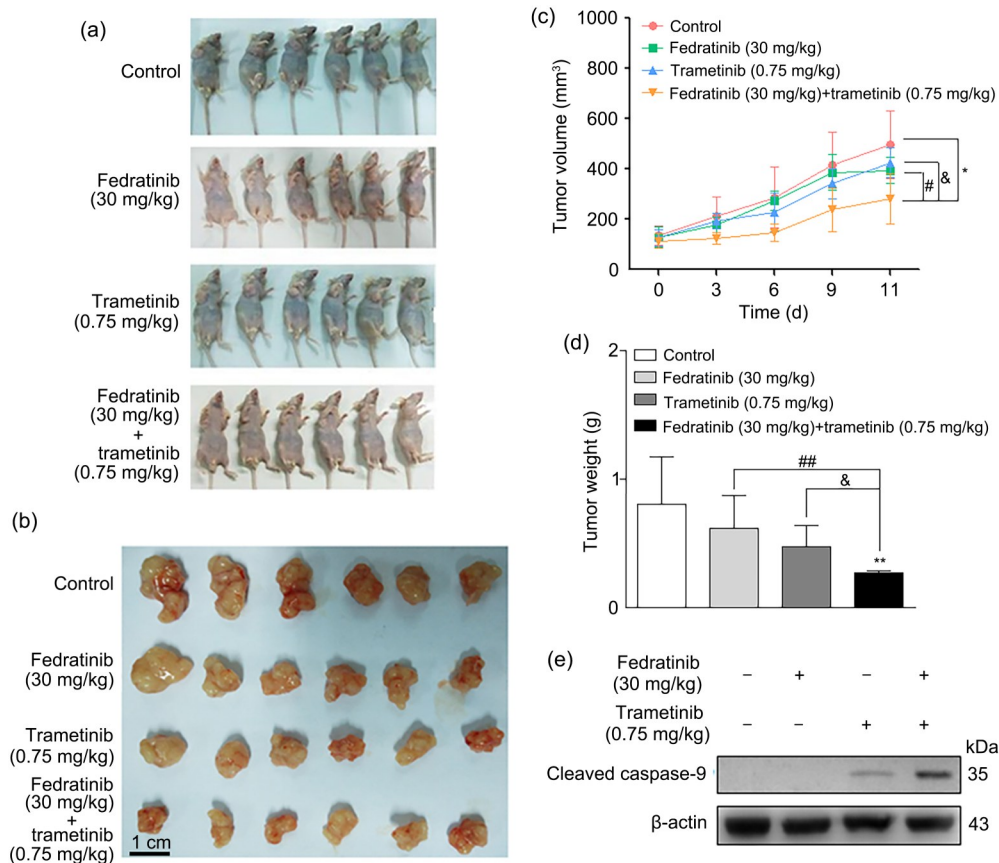 (a)
Control
Fedratinib
(30 mg/kg)
Trametinib
(0.75 mg/kg)
Fedratinib
(30 mg/kg)
+
trametinib
(0.75 mg/kg)
(b)
Control
Fedratinib
(30 mg/kg)
Trametinib
(0.75 mg/kg)
Fedratinib
(30 mg/kg)
+
trametinib
(0.75 mg/kg)
1 cm
(c)
Tumor volume (mm³)
1000
800
600
400
200
0
Control
Fedratinib (30 mg/kg)
Trametinib (0.75 mg/kg)
Fedratinib (30 mg/kg)+trametinib (0.75 mg/kg)
# & *
0 3 6 9 11
Time (d)
(d)
Tumor weight (g)
2
1
0
Control
Fedratinib (30 mg/kg)
Trametinib (0.75 mg/kg)
Fedratinib (30 mg/kg)+trametinib (0.75 mg/kg)
##
&
**
(e)
Fedratinib
(30 mg/kg)
− + − +
Trametinib
(0.75 mg/kg)
− − + +
kDa
Cleaved caspase-9 35
β-actin 43